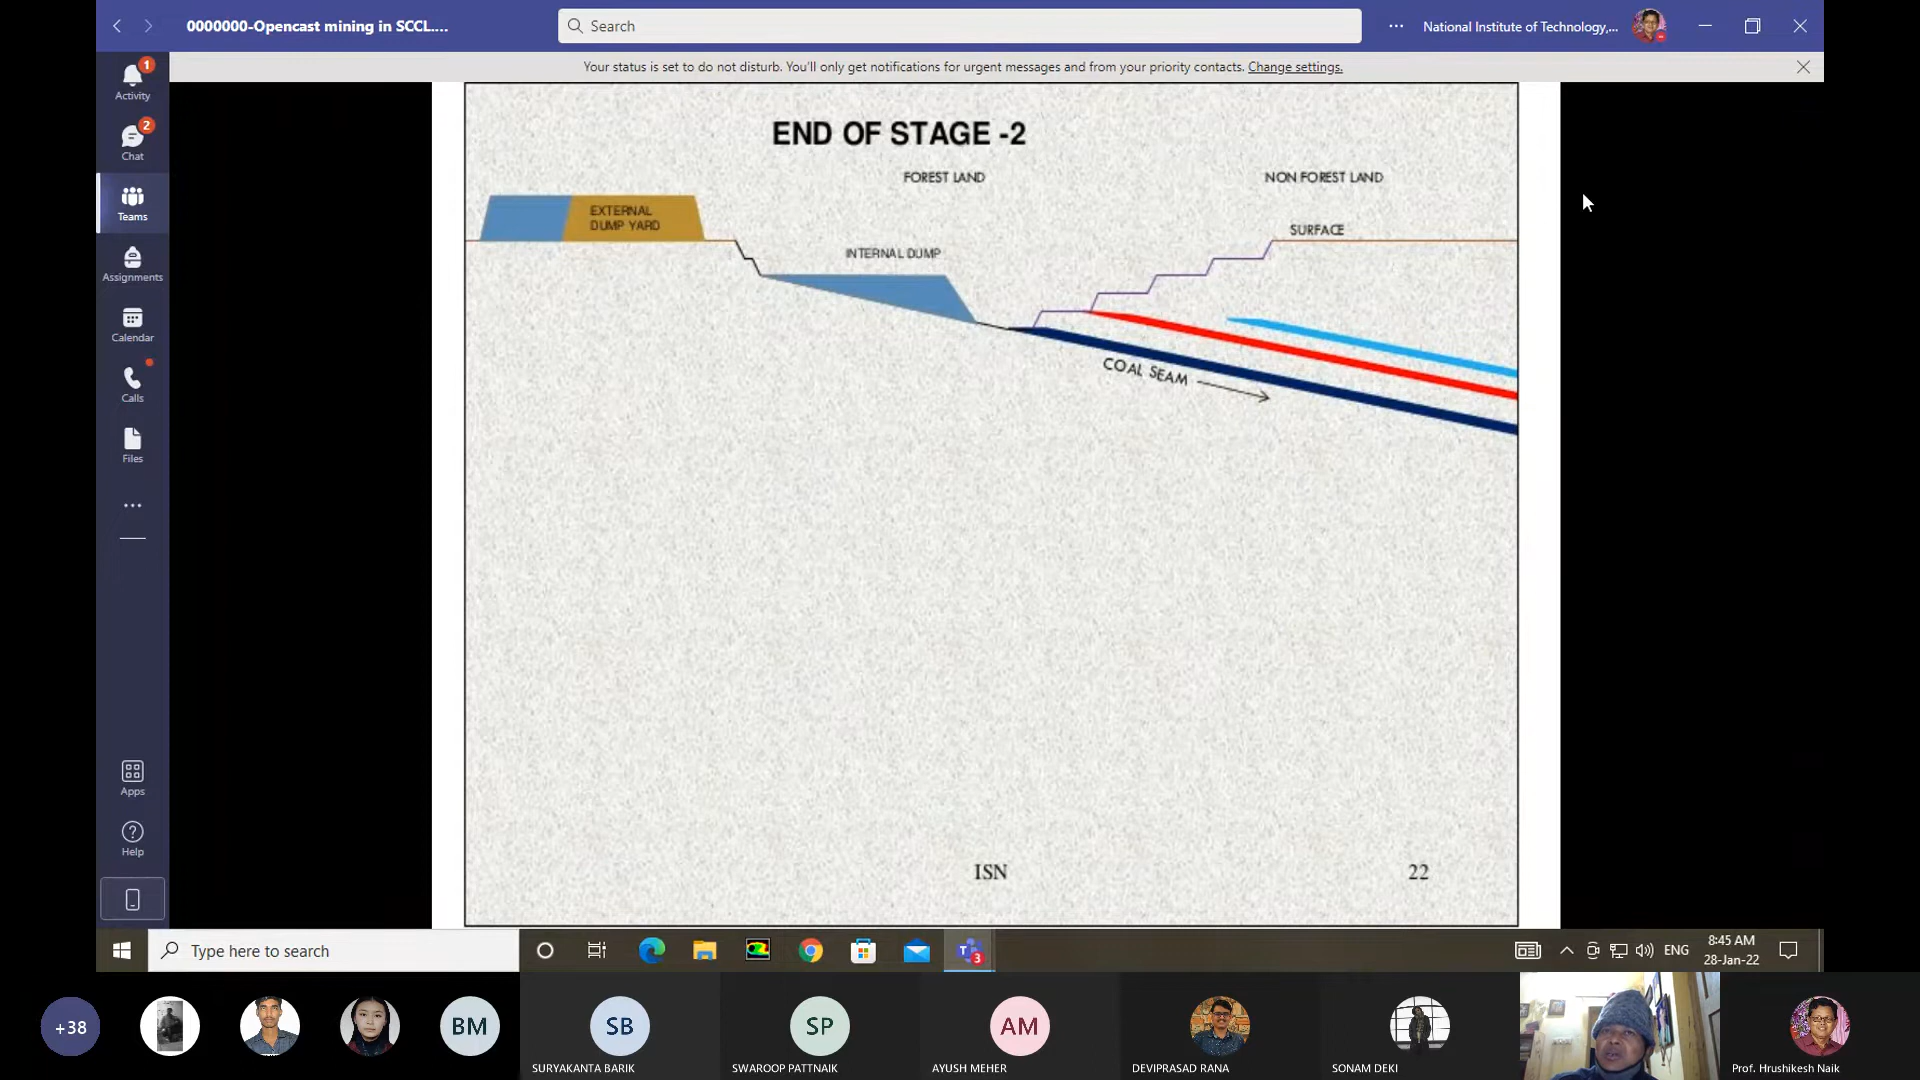 0000000-Opencast mining in SCCL....
Search
National Institute of Technology,...
Your status is set to do not disturb. You'll only get notifications for urgent messages and from your priority contacts. Change settings.
1
Activity
2
Chat
Teams
Assignments
Calendar
Calls
Files
Apps
Help
END OF STAGE -2
FOREST LAND
NON FOREST LAND
EXTERNAL
DUMP YARD
SURFACE
INTERNAL DUMP
COAL SEAM
ISN
22
Type here to search
3
ENG
8:45 AM
28-Jan-22
+38
BM
SB
SP
AM
SURYAKANTA BARIK
SWAROOP PATTNAIK
AYUSH MEHER
DEVIPRASAD RANA
SONAM DEKI
Prof. Hrushikesh Naik